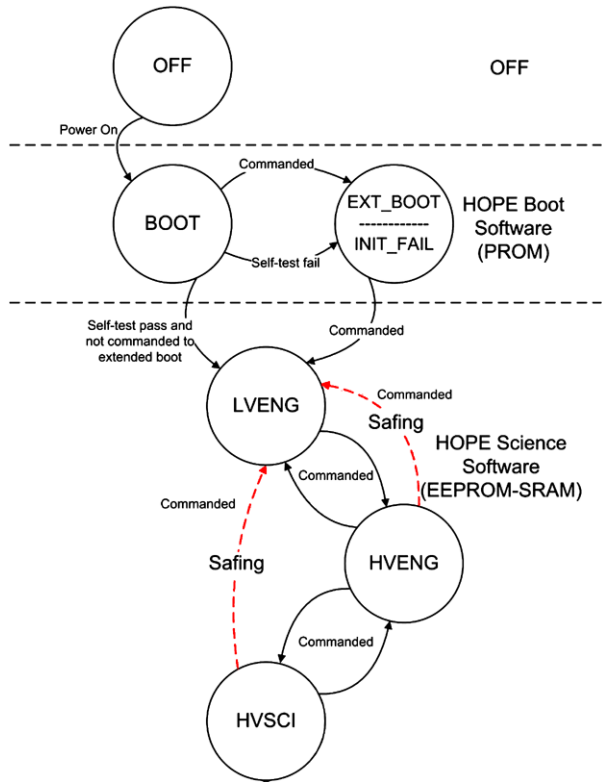 OFF
OFF
Power On
BOOT
Commanded
Self-test fail
EXT_BOOT
------------
INIT_FAIL
HOPE Boot
Software
(PROM)
Self-test pass and
not commanded to
extended boot
Commanded
LVENG
Commanded
Safing
HOPE Science
Software
(EEPROM-SRAM)
Commanded
Commanded
Safing
HVENG
Commanded
HVSCI